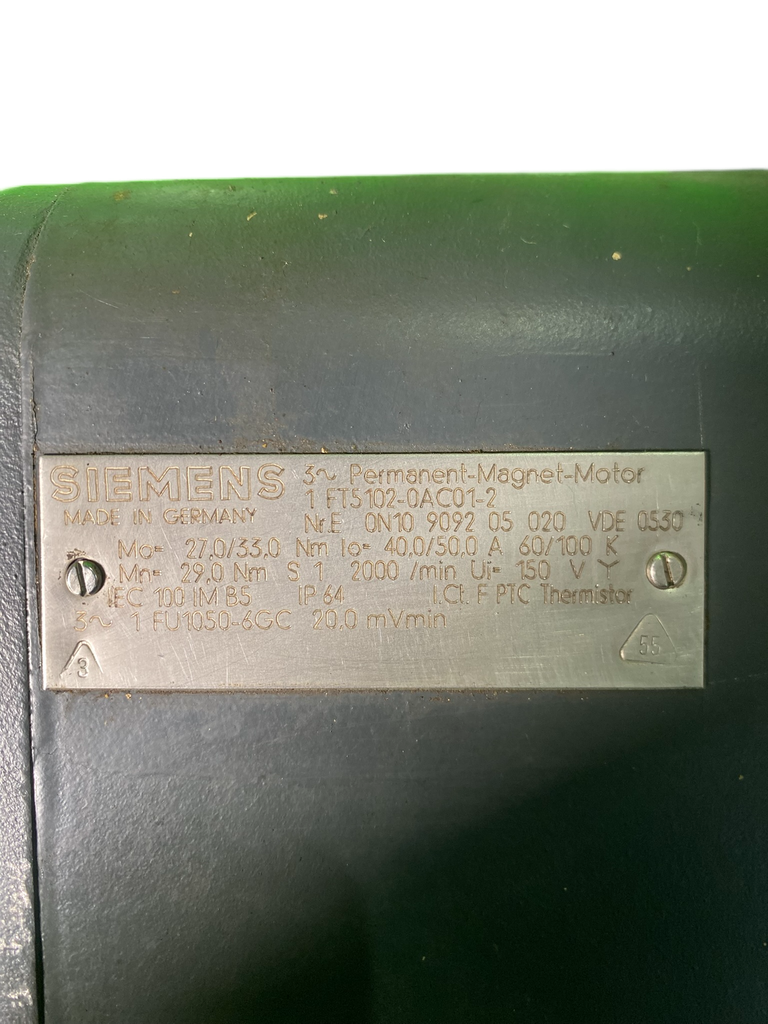 SIEMENS 3~ Permanent-Magnet-Motor
1 FT5102-0AC01-2
MADE IN GERMANY Nr.E 0N10 9092 05 020 VDE 0530
Mo= 27,0/33,0 Nm Io= 40,0/50,0 A 60/100 K
Mn= 29,0 Nm S 1 2000 /min Ui= 150 V Y
IEC 100 IM B5 IP 64 I.Cl. F PTC Thermistor
3~ 1 FU1050-6GC 20,0 mVmin
3 55